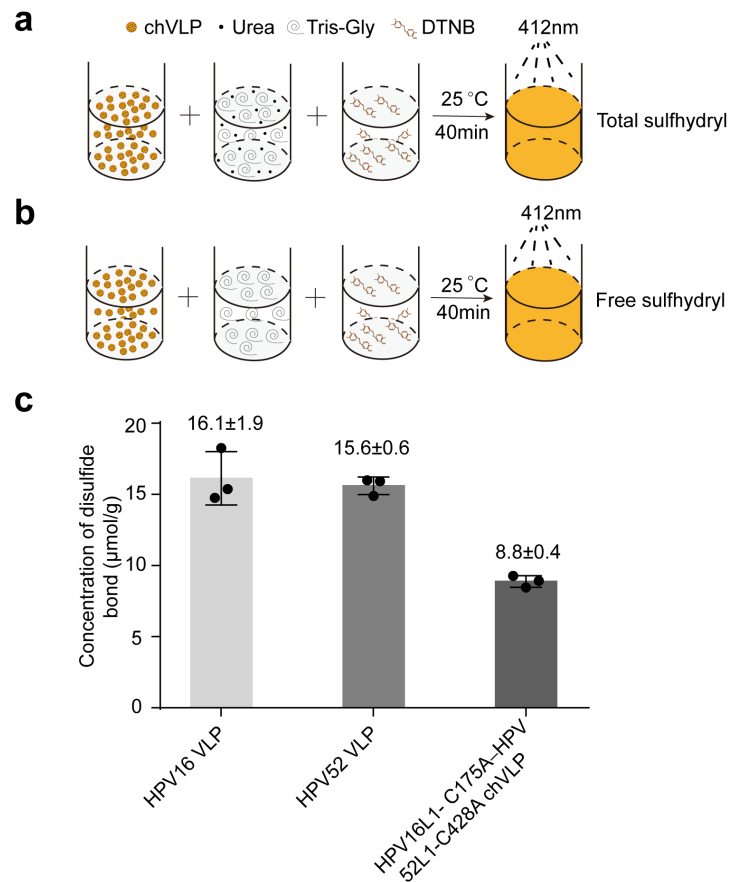 a
chVLP Urea Tris-Gly DTNB
412nm
25 °C
40min
Total sulfhydryl
b
412nm
25 °C
40min
Free sulfhydryl
c
Concentration of disulfide
bond (μmol/g)
20
15
10
5
0
16.1±1.9
15.6±0.6
8.8±0.4
HPV16 VLP
HPV52 VLP
HPV16L1- C175A–HPV
52L1-C428A chVLP